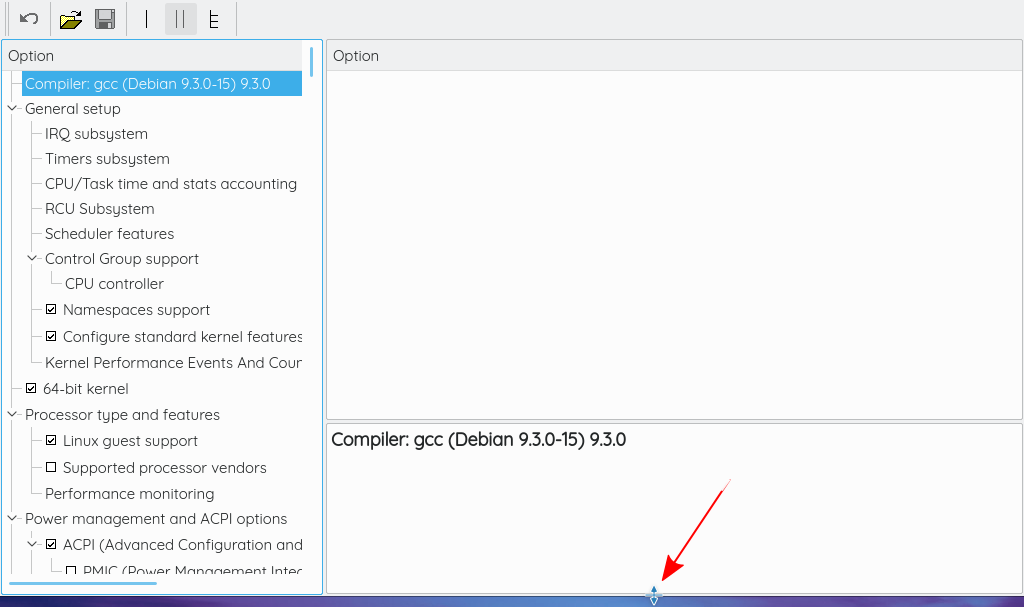 Option
Compiler: gcc (Debian 9.3.0-15) 9.3.0
General setup
IRQ subsystem
Timers subsystem
CPU/Task time and stats accounting
RCU Subsystem
Scheduler features
Control Group support
CPU controller
Namespaces support
Configure standard kernel features
Kernel Performance Events And Coun
64-bit kernel
Processor type and features
Linux guest support
Supported processor vendors
Performance monitoring
Power management and ACPI options
ACPI (Advanced Configuration and
PMIC (Power Management Integ
Option
Compiler: gcc (Debian 9.3.0-15) 9.3.0